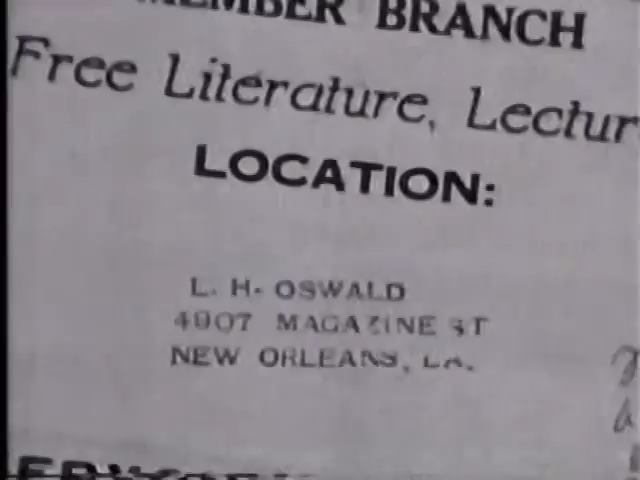 MEMBER BRANCH
Free Literature, Lectur
LOCATION:
L. H. OSWALD
4907 MAGAZINE ST
NEW ORLEANS, LA.